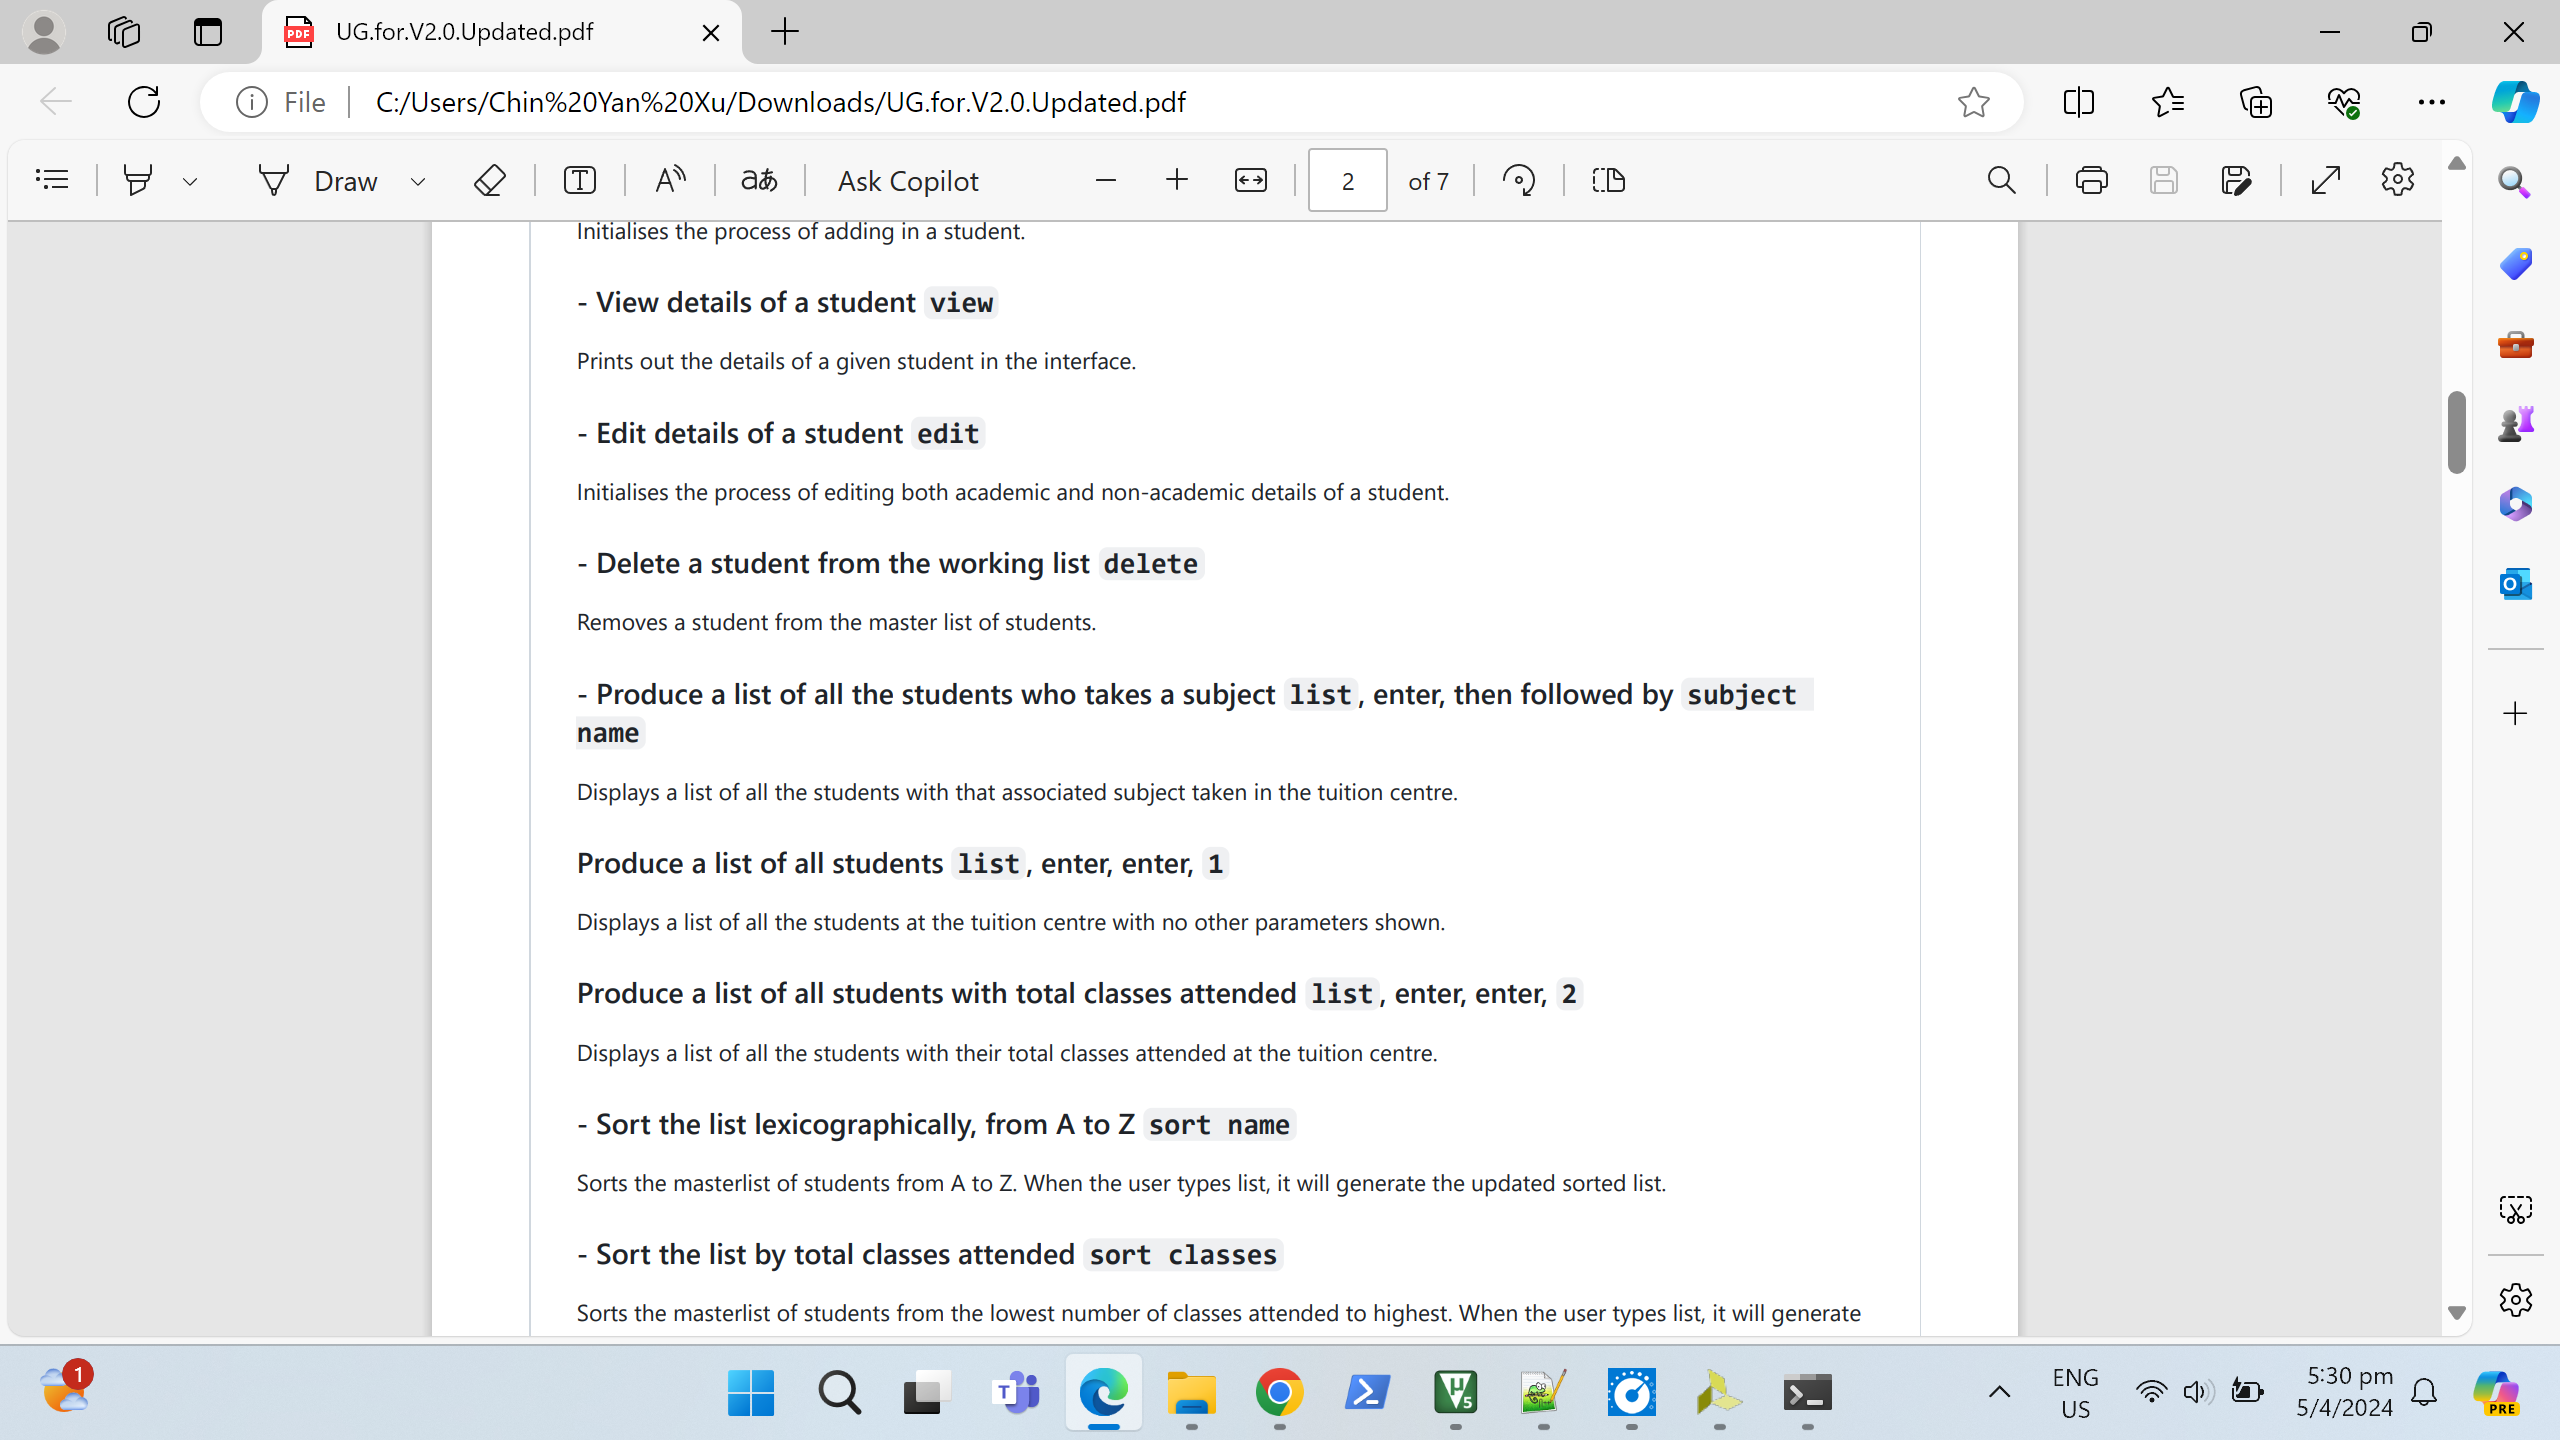 UG.for.V2.0.Updated.pdf
File
C:/Users/Chin%20Yan%20Xu/Downloads/UG.for.V2.0.Updated.pdf
Draw
Ask Copilot
2
of 7
Initialises the process of adding in a student.
- View details of a student view
Prints out the details of a given student in the interface.
- Edit details of a student edit
Initialises the process of editing both academic and non-academic details of a student.
- Delete a student from the working list delete
Removes a student from the master list of students.
- Produce a list of all the students who takes a subject list, enter, then followed by subject
name
Displays a list of all the students with that associated subject taken in the tuition centre.
Produce a list of all students list, enter, enter, 1
Displays a list of all the students at the tuition centre with no other parameters shown.
Produce a list of all students with total classes attended list, enter, enter, 2
Displays a list of all the students with their total classes attended at the tuition centre.
- Sort the list lexicographically, from A to Z sort name
Sorts the masterlist of students from A to Z. When the user types list, it will generate the updated sorted list.
- Sort the list by total classes attended sort classes
Sorts the masterlist of students from the lowest number of classes attended to highest. When the user types list, it will generate
1
ENG
US
5:30 pm
5/4/2024
PRE